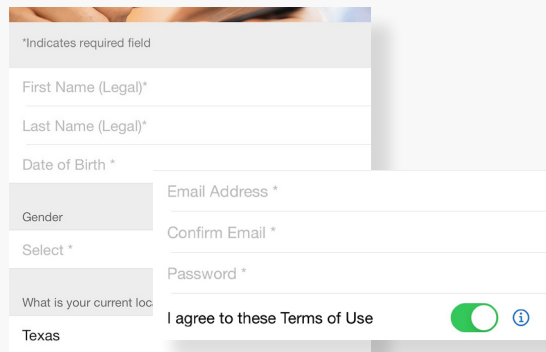 *Indicates required field
First Name (Legal)*
Last Name (Legal)*
Date of Birth *
Gender
Select *
What is your current
Texas
Email Address *
Confirm Email *
Password *
I agree to these Terms of Use